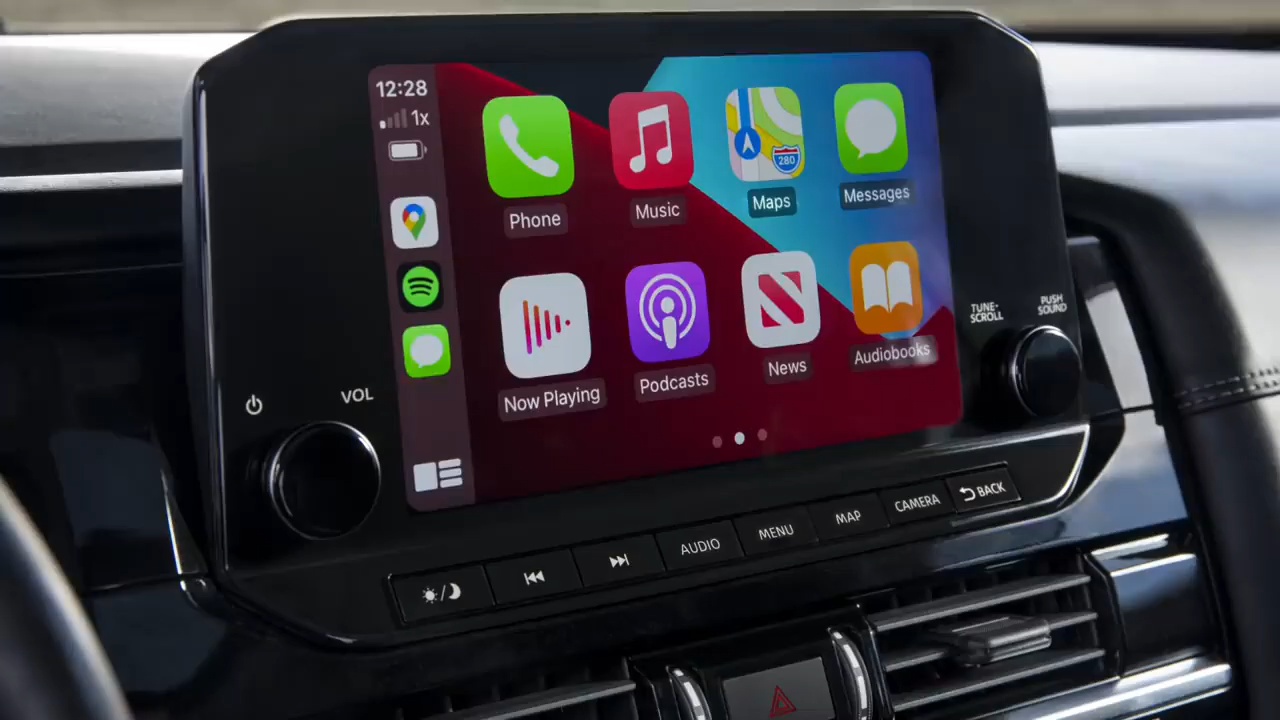 12:28
1x
Phone
Music
280
Maps
Messages
Now Playing
Podcasts
News
Audiobooks
VOL
TUNE-
SCROLL
PUSH
SOUND
AUDIO
MENU
MAP
CAMERA
BACK